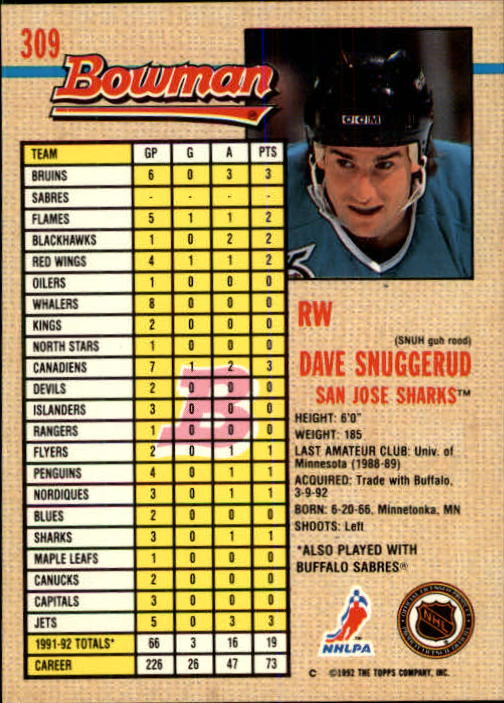 309
Bowman
CCM
TEAM GP G A PTS
BRUINS 6 0 3 3
SABRES - - - -
FLAMES 5 1 1 2
BLACKHAWKS 1 0 2 2
RED WINGS 4 1 1 2
OILERS 1 0 0 0
WHALERS 8 0 0 0
KINGS 2 0 0 0
NORTH STARS 1 0 0 0
CANADIENS 7 1 2 3
DEVILS 2 0 0 0
ISLANDERS 3 0 0 0
RANGERS 1 0 0 0
FLYERS 2 0 1 1
PENGUINS 4 0 1 1
NORDIQUES 3 0 1 1
BLUES 2 0 0 0
SHARKS 3 0 1 1
MAPLE LEAFS 1 0 0 0
CANUCKS 2 0 0 0
CAPITALS 3 0 0 0
JETS 5 0 3 3
1991-92 TOTALS* 66 3 16 19
CAREER 226 26 47 73
B
RW
(SNUH guh rood)
DAVE SNUGGERUD
SAN JOSE SHARKS™
HEIGHT: 6'0"
WEIGHT: 185
LAST AMATEUR CLUB: Univ. of
Minnesota (1988-89)
ACQUIRED: Trade with Buffalo,
3-9-92
BORN: 6-20-66, Minnetonka, MN
SHOOTS: Left
*ALSO PLAYED WITH
BUFFALO SABRES®
NHLPA
NHL
C ©1992 THE TOPPS COMPANY, INC.